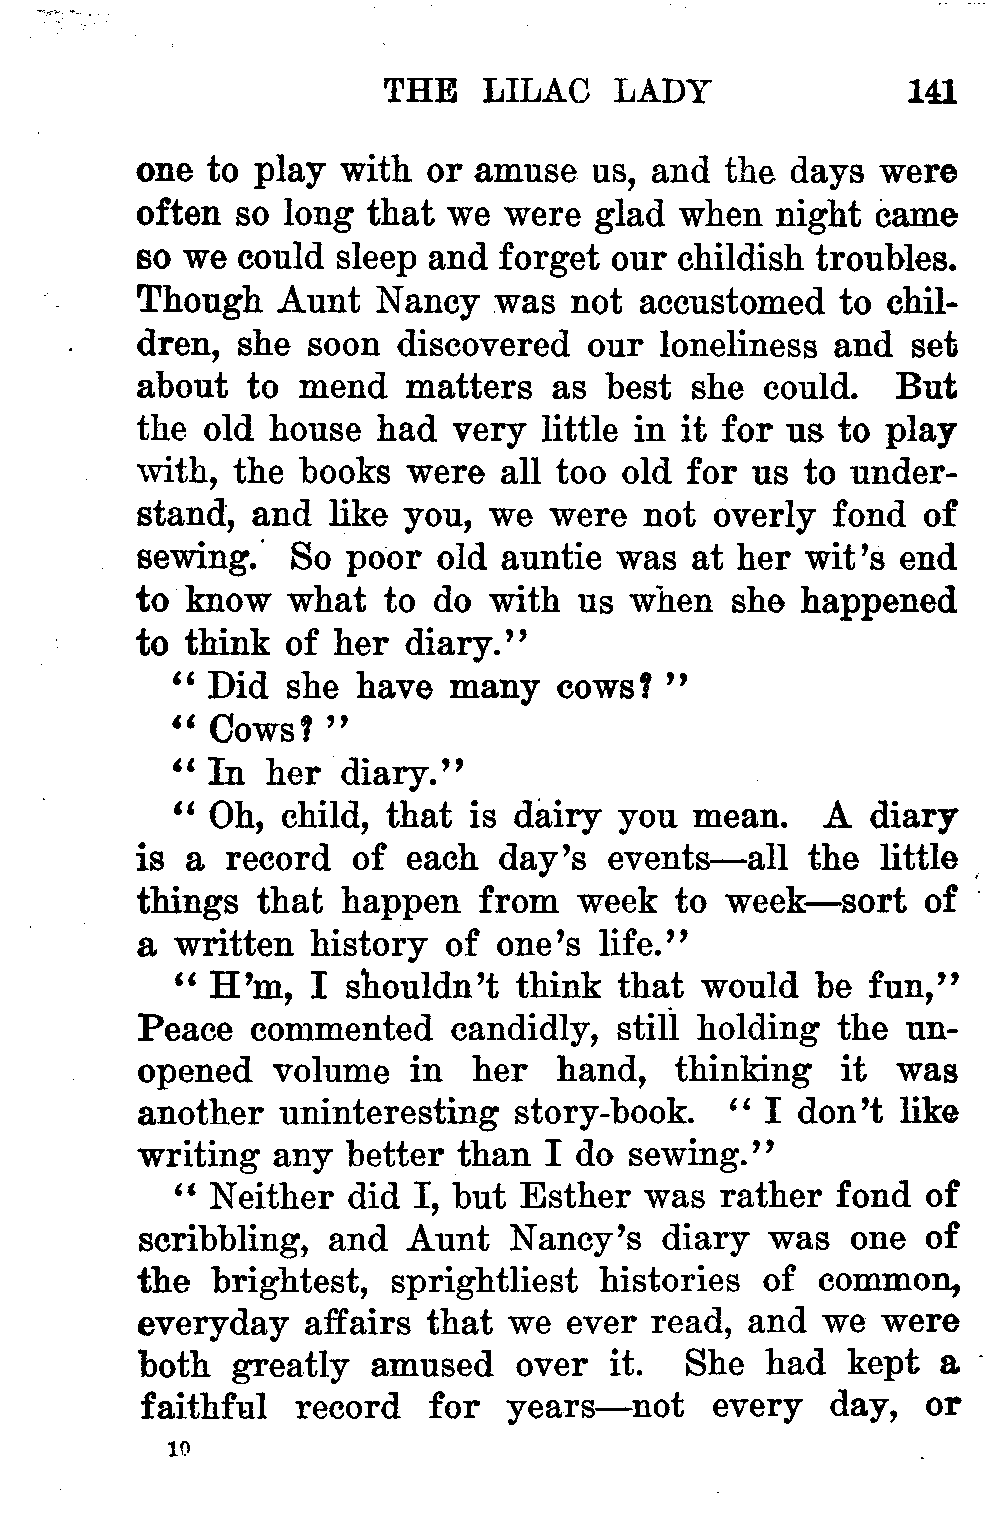 THE LILAC LADY 141
one to play with or amuse us, and the days were
often so long that we were glad when night came
so we could sleep and forget our childish troubles.
Though Aunt Nancy was not accustomed to chil-
dren, she soon discovered our loneliness and set
about to mend matters as best she could. But
the old house had very little in it for us to play
with, the books were all too old for us to under-
stand, and like you, we were not overly fond of
sewing. So poor old auntie was at her wit's end
to know what to do with us when she happened
to think of her diary."
" Did she have many cows? "
" Cows? "
" In her diary."
" Oh, child, that is dairy you mean. A diary
is a record of each day's events—all the little
things that happen from week to week—sort of
a written history of one's life."
" H'm, I shouldn't think that would be fun,"
Peace commented candidly, still holding the un-
opened volume in her hand, thinking it was
another uninteresting story-book. " I don't like
writing any better than I do sewing."
" Neither did I, but Esther was rather fond of
scribbling, and Aunt Nancy's diary was one of
the brightest, sprightliest histories of common,
everyday affairs that we ever read, and we were
both greatly amused over it. She had kept a
faithful record for years—not every day, or
10